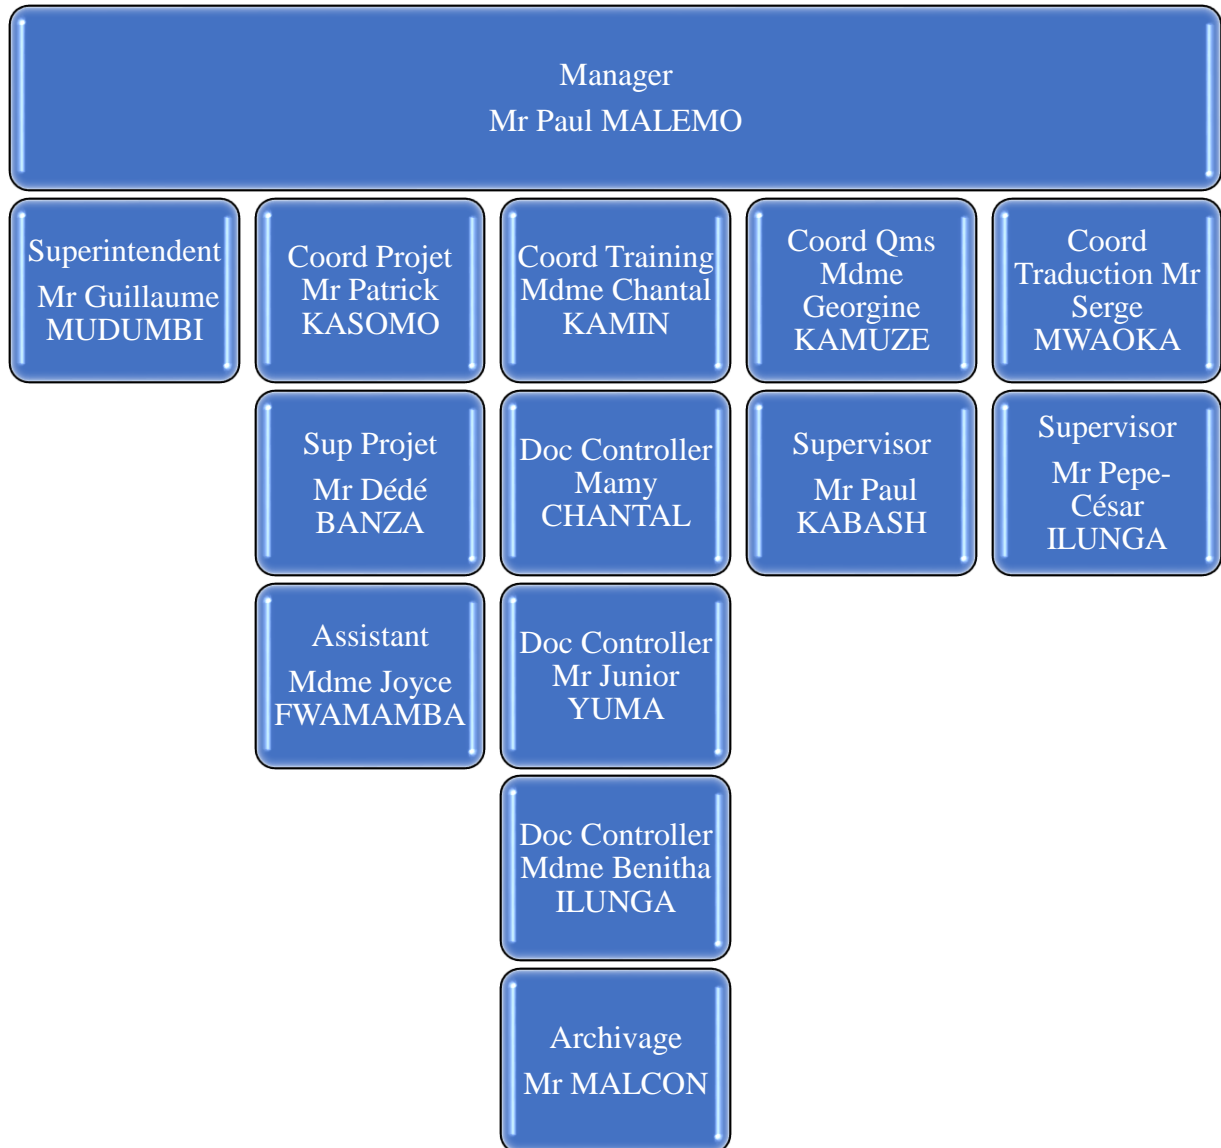 Manager
Mr Paul MALEMO
Superintendent
Mr Guillaume
MUDUMBI
Coord Projet
Mr Patrick
KASOMO
Coord Training
Mdme Chantal
KAMIN
Coord Qms
Mdme
Georgine
KAMUZE
Coord
Traduction Mr
Serge
MWAOKA
Sup Projet
Mr Dédé
BANZA
Doc Controller
Mamy
CHANTAL
Supervisor
Mr Paul
KABASH
Supervisor
Mr Pepe-
César
ILUNGA
Assistant
Mdme Joyce
FWAMAMBA
Doc Controller
Mr Junior
YUMA
Doc Controller
Mdme Benitha
ILUNGA
Archivage
Mr MALCON